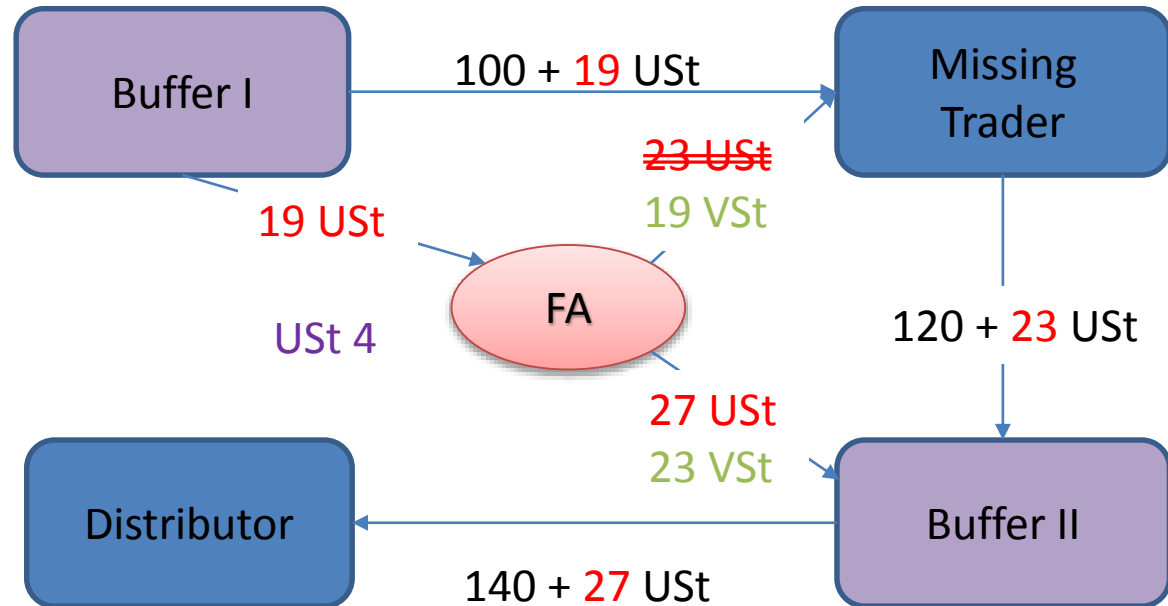 Buffer I
100 + 19 USt
Missing
Trader
23 USt
19 VSt
19 USt
FA
USt 4
120 + 23 USt
27 USt
23 VSt
Distributor
Buffer II
140 + 27 USt